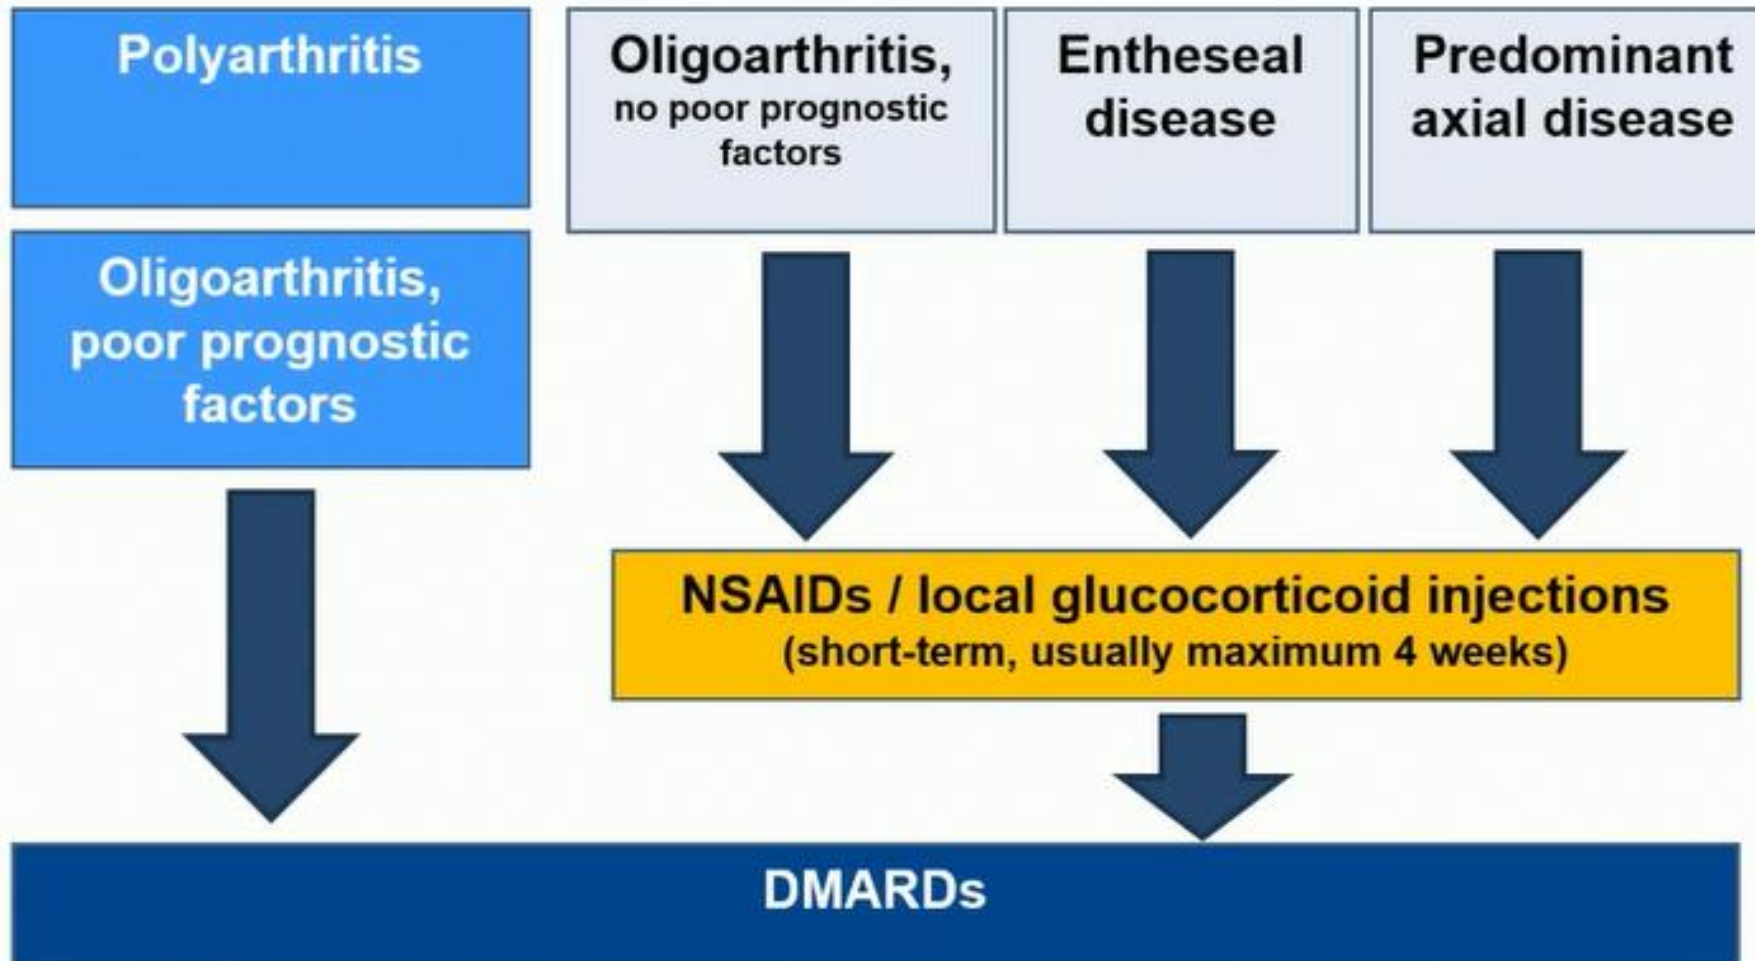 Polyarthritis
Oligoarthritis,
poor prognostic
factors
Oligoarthritis,
no poor prognostic
factors
Entheseal
disease
Predominant
axial disease
NSAIDs / local glucocorticoid injections
(short-term, usually maximum 4 weeks)
DMARDs